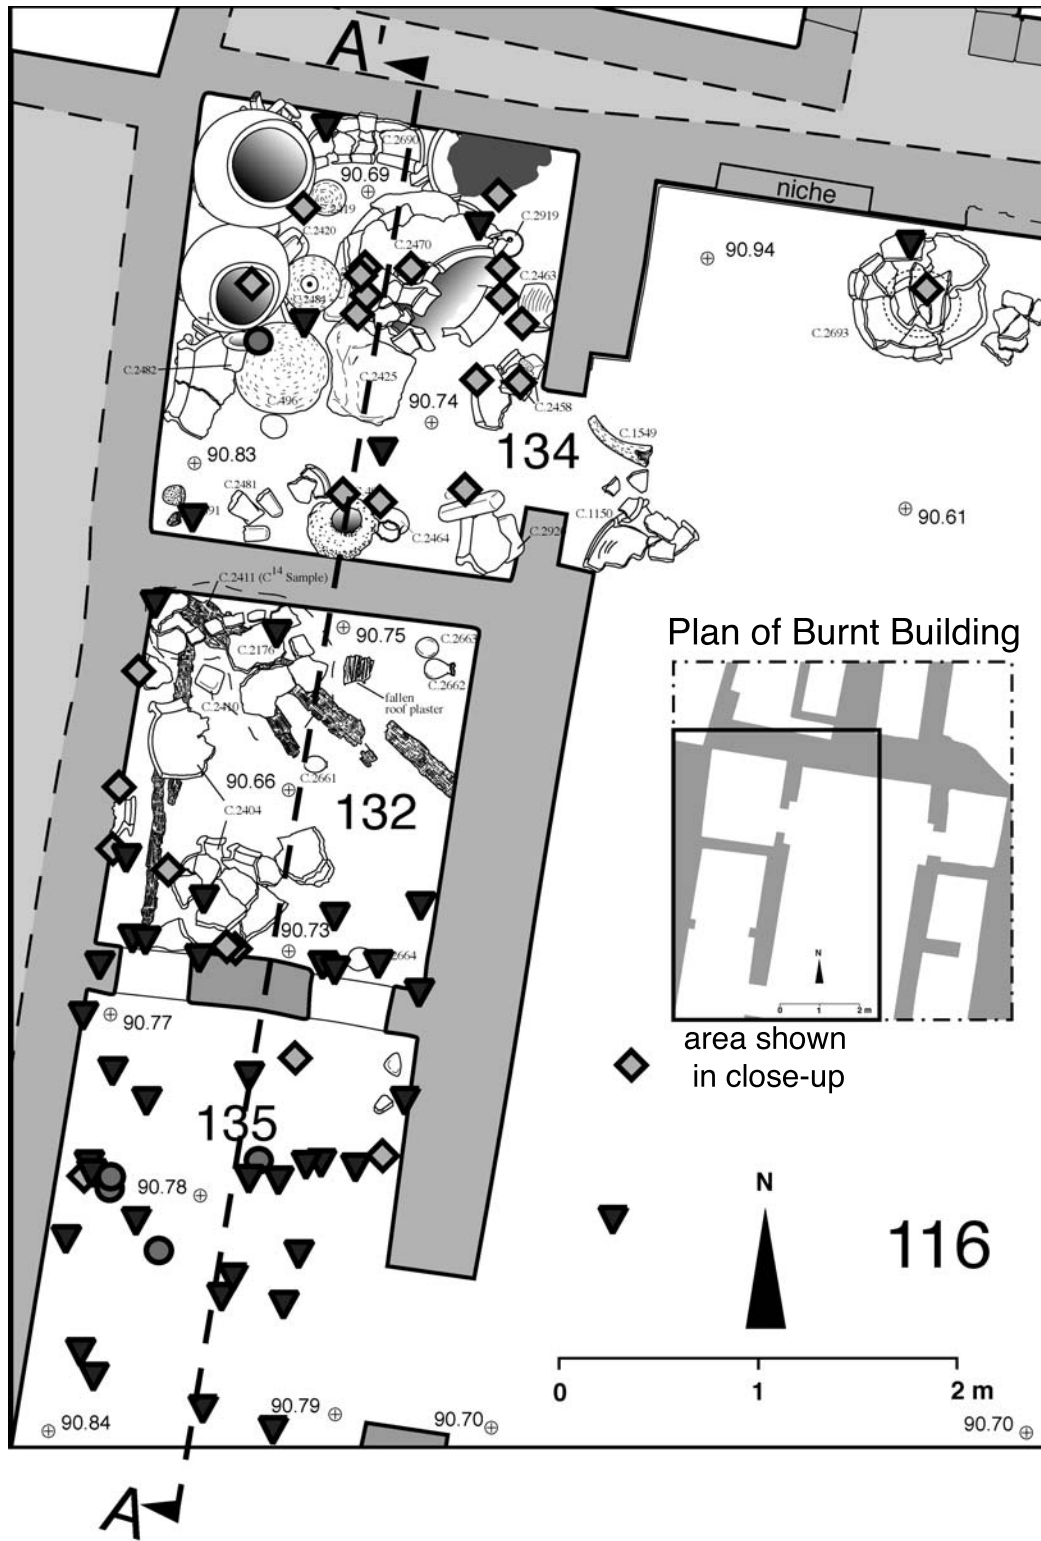 A'
C.2690
90.69
niche
C.2919
C.2420
C.2470
90.94
C.2463
C.2484
C.2693
C.2482
C.2425
C.496
90.74
C.2458
134
C.1549
90.83
C.2481
90.61
C.2464
C.1150
C.2411 (C14 Sample)
90.75
C.2663
Plan of Burnt Building
C.2176
C.2662
C.2410
fallen
roof plaster
90.66
C.2661
132
C.2404
90.73
2664
N
0 1 2 m
90.77
area shown
in close-up
135
90.78
N
116
0 1 2 m
90.84
90.79
90.70
90.70
A